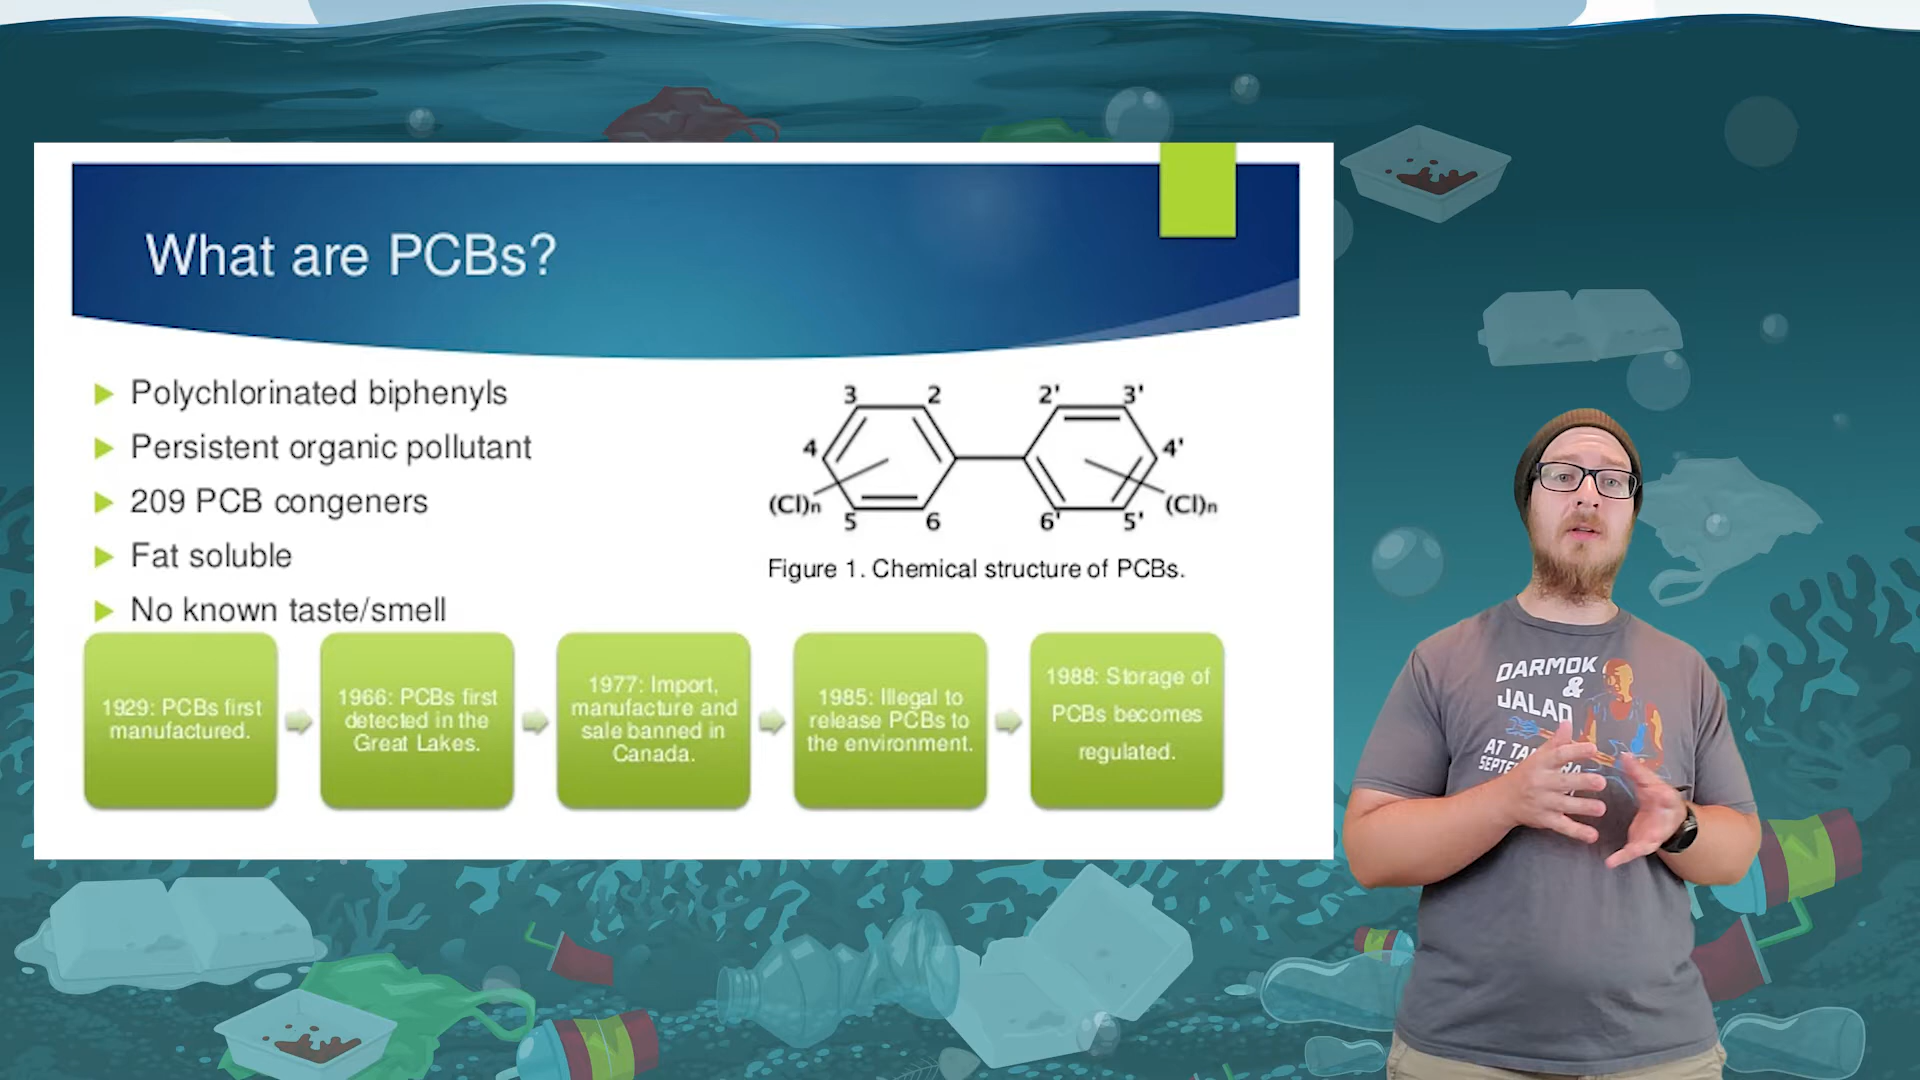 What are PCBs?
Polychlorinated biphenyls
Persistent organic pollutant
209 PCB congeners
Fat soluble
No known taste/smell
3 2 2' 3'
4 4'
(Cl)n (Cl)n
5 6 6' 5'
Figure 1. Chemical structure of PCBs.
1929: PCBs first
manufactured.
1966: PCBs first
detected in the
Great Lakes.
1977: Import,
manufacture and
sale banned in
Canada.
1985: Illegal to
release PCBs to
the environment.
1988: Storage of
PCBs becomes
regulated.
DARMOK
&
JALAD
AT